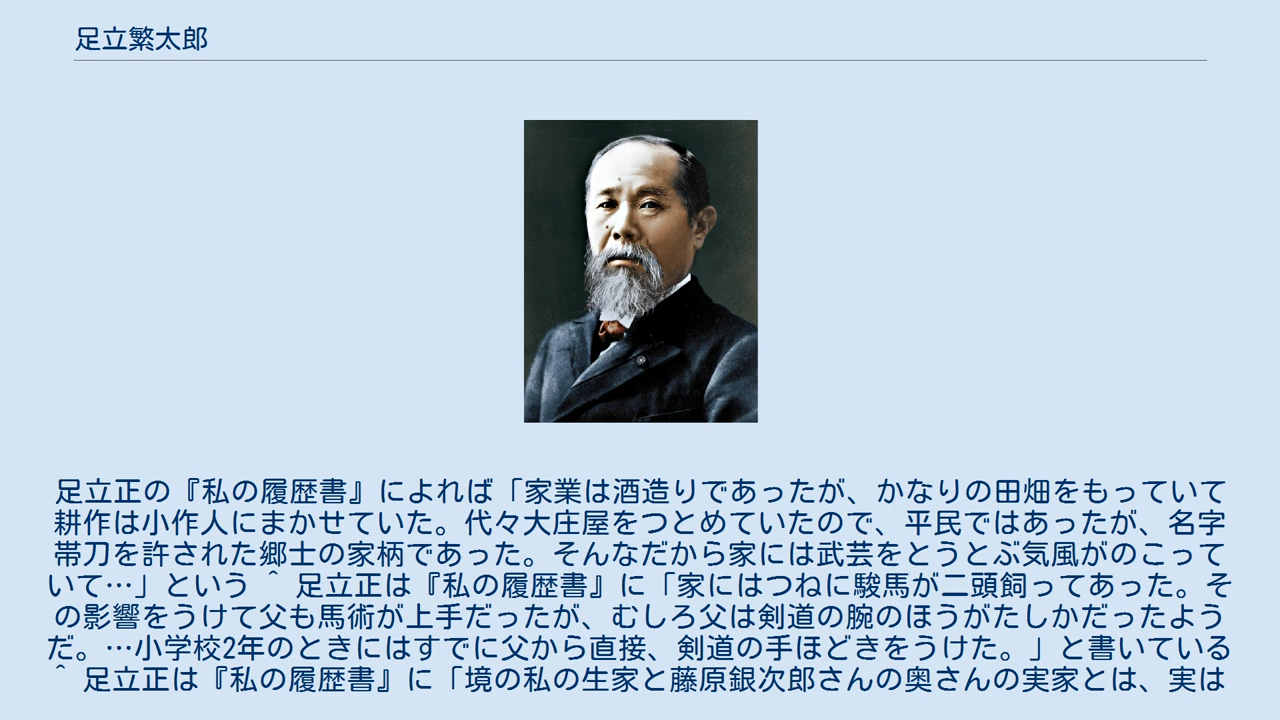 足立繁太郎
足立正の『私の履歴書』によれば「家業は酒造りであったが、かなりの田畑をもっていて
耕作は小作人にまかせていた。代々大庄屋をつとめていたので、平民ではあったが、名字
帯刀を許された郷士の家柄であった。そんなだから家には武芸をとうとぶ気風がのこって
いて…」という ^ 足立正は『私の履歴書』に「家にはつねに駿馬が二頭飼ってあった。そ
の影響をうけて父も馬術が上手だったが、むしろ父は剣道の腕のほうがたしかだったよう
だ。…小学校2年のときにはすでに父から直接、剣道の手ほどきをうけた。」と書いている
^ 足立正は『私の履歴書』に「境の私の生家と藤原銀次郎さんの奥さんの実家とは、実は